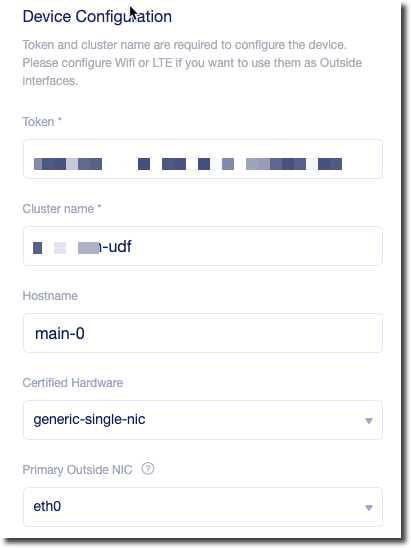 Device Configuration
Token and cluster name are required to configure the device.
Please configure Wifi or LTE if you want to use them as Outside
interfaces.
Token *
Cluster name *
-udf
Hostname
main-0
Certified Hardware
generic-single-nic
Primary Outside NIC ?
eth0